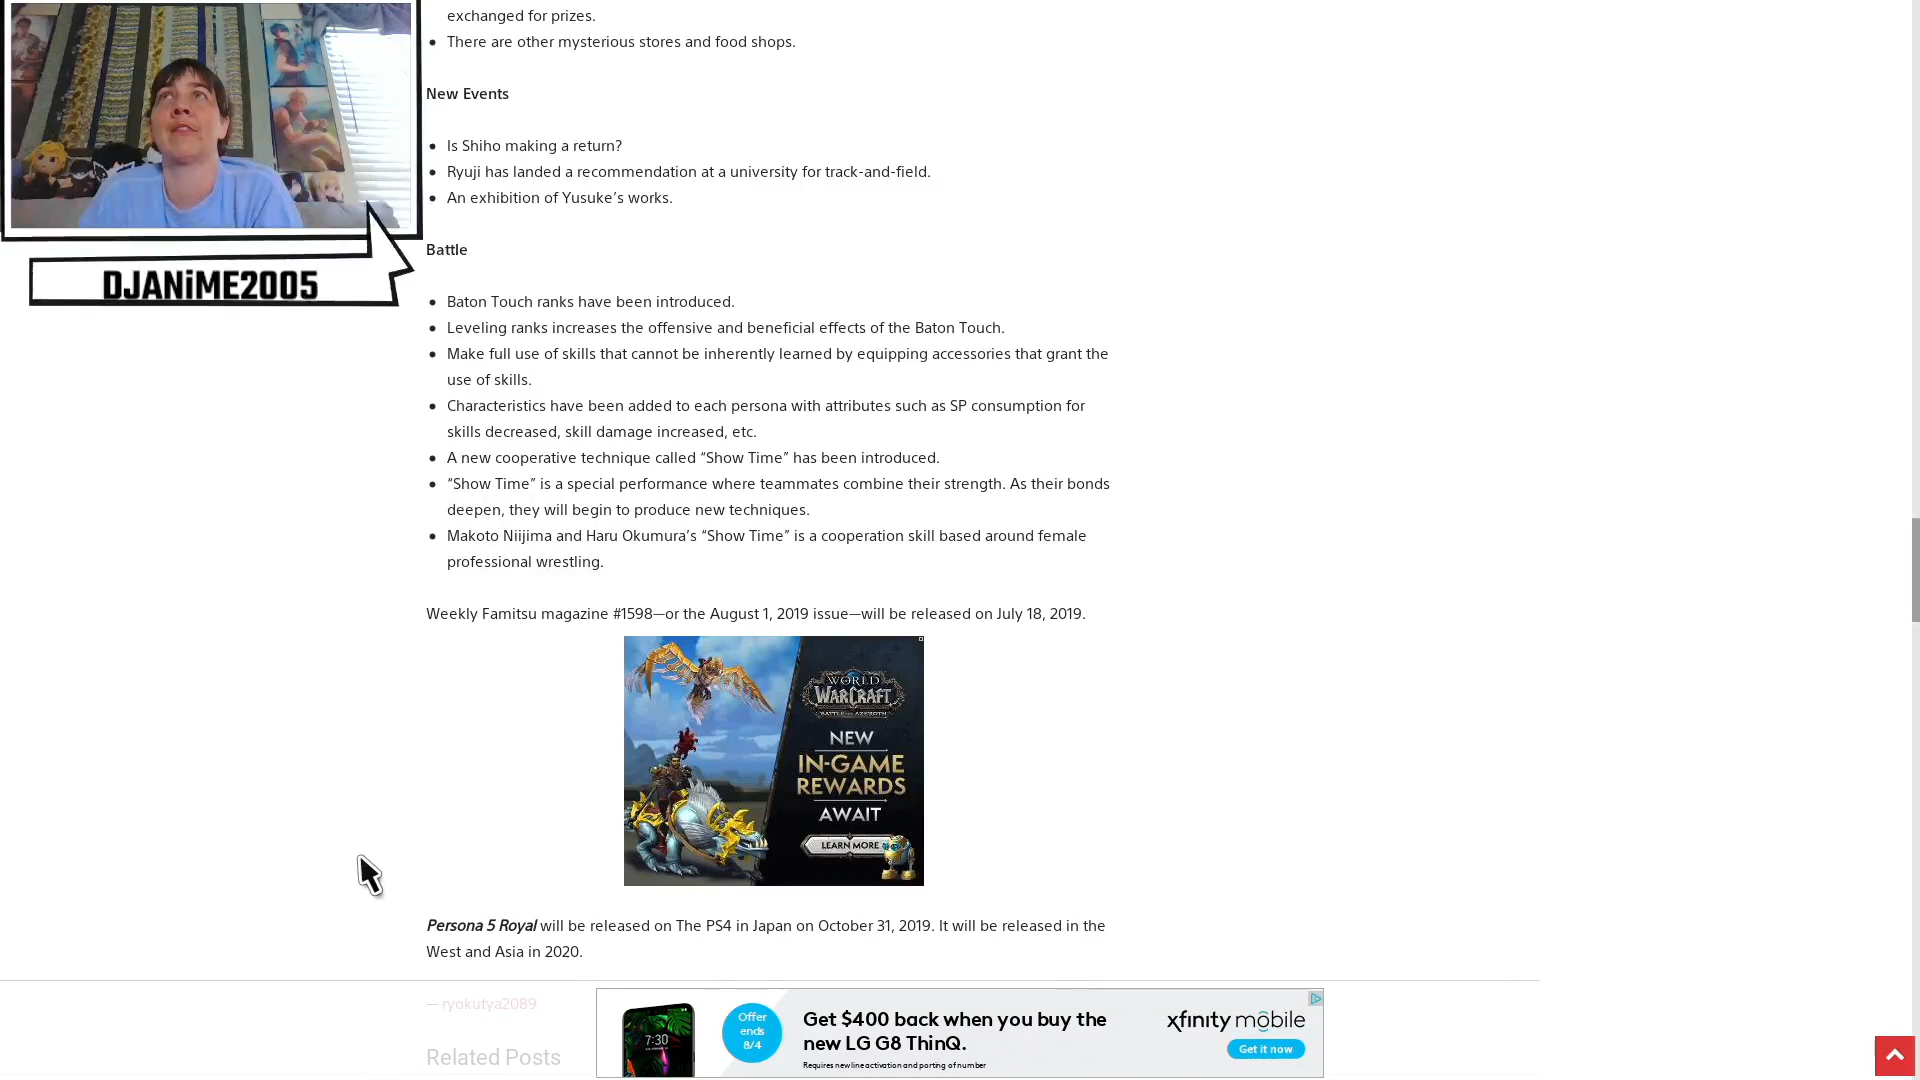 exchanged for prizes.
There are other mysterious stores and food shops.
New Events
Is Shiho making a return?
Ryuji has landed a recommendation at a university for track-and-field.
An exhibition of Yusuke's works.
DJANiME2005
Battle
Baton Touch ranks have been introduced.
Leveling ranks increases the offensive and beneficial effects of the Baton Touch.
Make full use of skills that cannot be inherently learned by equipping accessories that grant the
use of skills.
Characteristics have been added to each persona with attributes such as SP consumption for
skills decreased, skill damage increased, etc.
A new cooperative technique called “Show Time” has been introduced.
“Show Time” is a special performance where teammates combine their strength. As their bonds
deepen, they will begin to produce new techniques.
Makoto Niijima and Haru Okumura's “Show Time” is a cooperation skill based around female
professional wrestling.
Weekly Famitsu magazine #1598—or the August 1, 2019 issue—will be released on July 18, 2019.
WORLD
WARCRAFT
BATTLE FOR AZEROTH
NEW
IN-GAME
REWARDS
AWAIT
LEARN MORE
Persona 5 Royal will be released on The PS4 in Japan on October 31, 2019. It will be released in the
West and Asia in 2020.
— ryokutya2089
Related Posts
7:30
Offer
ends
8/4
Get $400 back when you buy the
new LG G8 ThinQ.
Requires new line activation and porting of number
xfinity mobile
Get it now